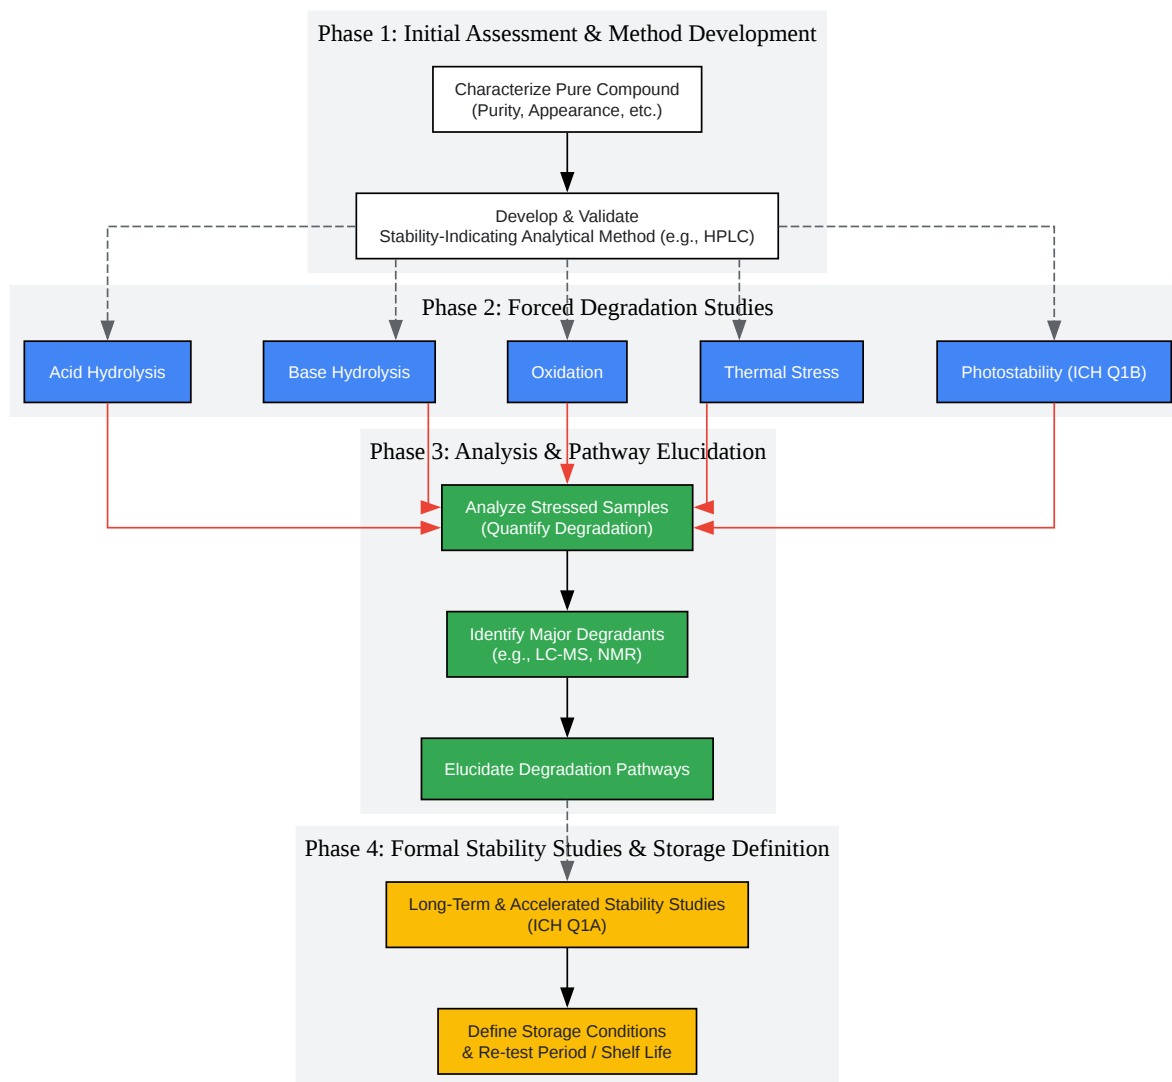 Phase 1: Initial Assessment & Method Development
Characterize Pure Compound
(Purity, Appearance, etc.)
Develop & Validate
Stability-Indicating Analytical Method (e.g., HPLC)
Phase 2: Forced Degradation Studies
Acid Hydrolysis
Base Hydrolysis
Oxidation
Thermal Stress
Photostability (ICH Q1B)
Phase 3: Analysis & Pathway Elucidation
Analyze Stressed Samples
(Quantify Degradation)
Identify Major Degradants
(e.g., LC-MS, NMR)
Elucidate Degradation Pathways
Phase 4: Formal Stability Studies & Storage Definition
Long-Term & Accelerated Stability Studies
(ICH Q1A)
Define Storage Conditions
& Re-test Period / Shelf Life